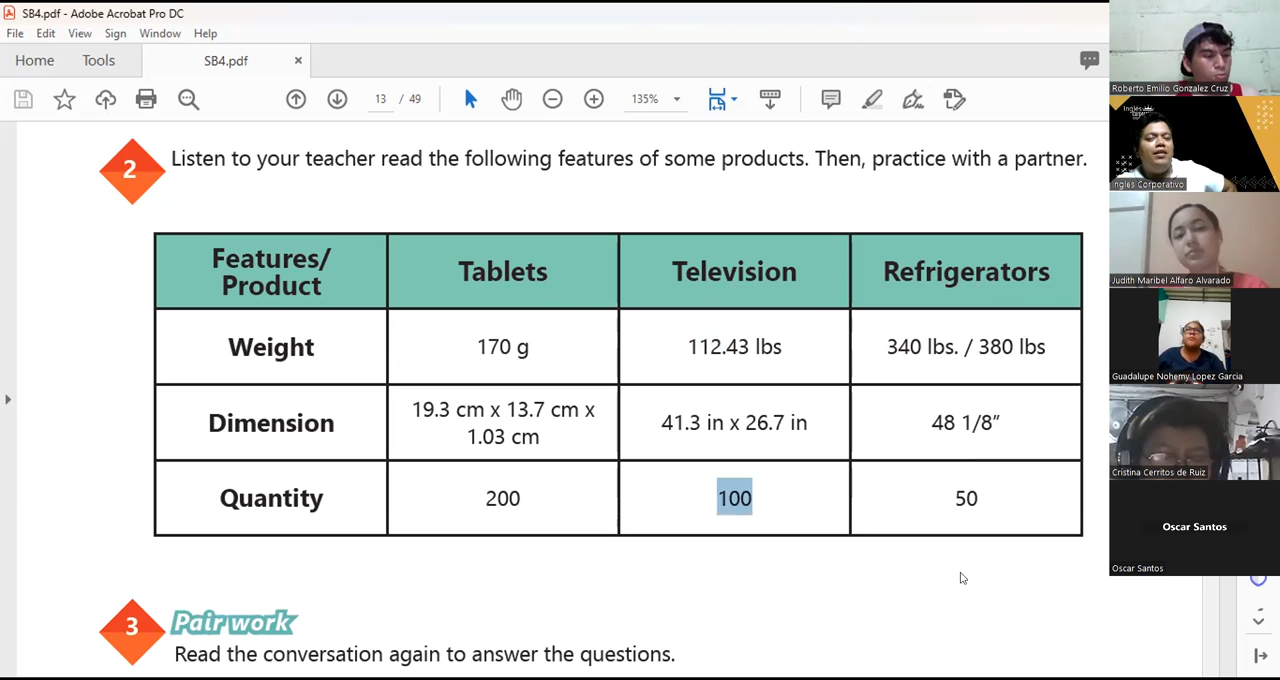 SB4.pdf - Adobe Acrobat Pro DC
File Edit View Sign Window Help
Home Tools SB4.pdf ×
13 / 49 135%
2 Listen to your teacher read the following features of some products. Then, practice with a partner.
Features/ Product Tablets Television Refrigerators
Weight 170 g 112.43 lbs 340 lbs. / 380 lbs
Dimension 19.3 cm x 13.7 cm x 1.03 cm 41.3 in x 26.7 in 48 1/8”
Quantity 200 100 50
3 Pair work
Read the conversation again to answer the questions.
Roberto Emilio Gonzalez Cruz
Inglés
Corporativo
Ingles Corporativo
Judith Maribel Alfaro Alvarado
Guadalupe Nohemy Lopez Garcia
Cristina Cerritos de Ruiz
Oscar Santos
Oscar Santos